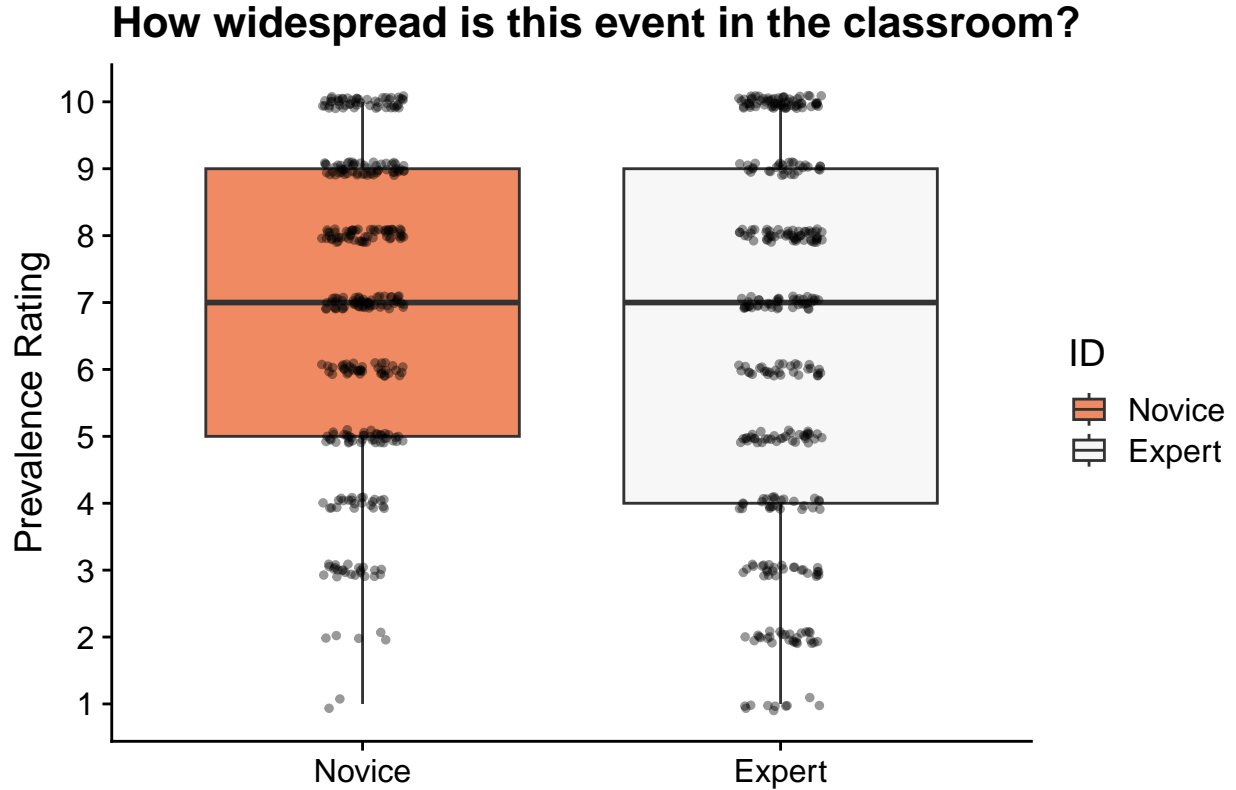 How widespread is this event in the classroom?
Prevalence Rating
10
9
8
7
6
5
4
3
2
1
Novice
Expert
ID
Novice
Expert